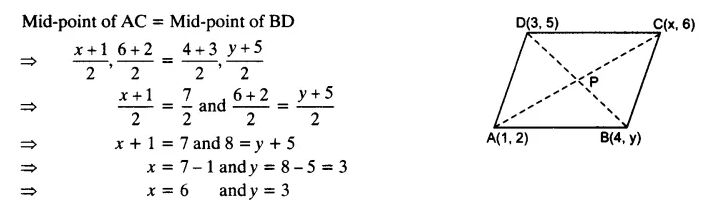 Mid-point of AC = Mid-point of BD
⇒ (x + 1)/2, (6 + 2)/2 = (4 + 3)/2, (y + 5)/2
⇒ (x + 1)/2 = 7/2 and (6 + 2)/2 = (y + 5)/2
⇒ x + 1 = 7 and 8 = y + 5
⇒ x = 7 – 1 and y = 8 – 5 = 3
⇒ x = 6 and y = 3
D(3, 5) C(x, 6)
P
A(1, 2) B(4, y)